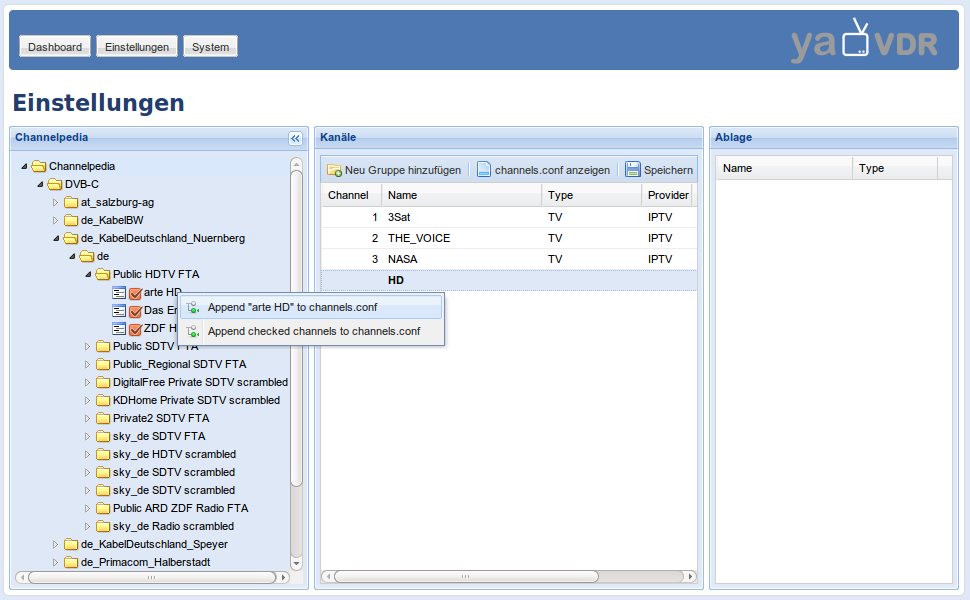 Dashboard Einstellungen System
yaVDR
Einstellungen
Channelpedia
Channelpedia
DVB-C
at_salzburg-ag
de_KabelBW
de_KabelDeutschland_Nuernberg
de
Public HDTV FTA
arte HD
Das Er
ZDF H
Public SDTV FTA
Public_Regional SDTV FTA
DigitalFree Private SDTV scrambled
KDHome Private SDTV scrambled
Private2 SDTV FTA
sky_de SDTV FTA
sky_de HDTV scrambled
sky_de SDTV scrambled
sky_de SDTV scrambled
Public ARD ZDF Radio FTA
sky_de Radio scrambled
de_KabelDeutschland_Speyer
de_Primacom_Halberstadt
Append "arte HD" to channels.conf
Append checked channels to channels.conf
Kanäle
Neu Gruppe hinzufügen channels.conf anzeigen Speichern
Channel Name Type Provider
1 3Sat TV IPTV
2 THE_VOICE TV IPTV
3 NASA TV IPTV
HD
Ablage
Name Type